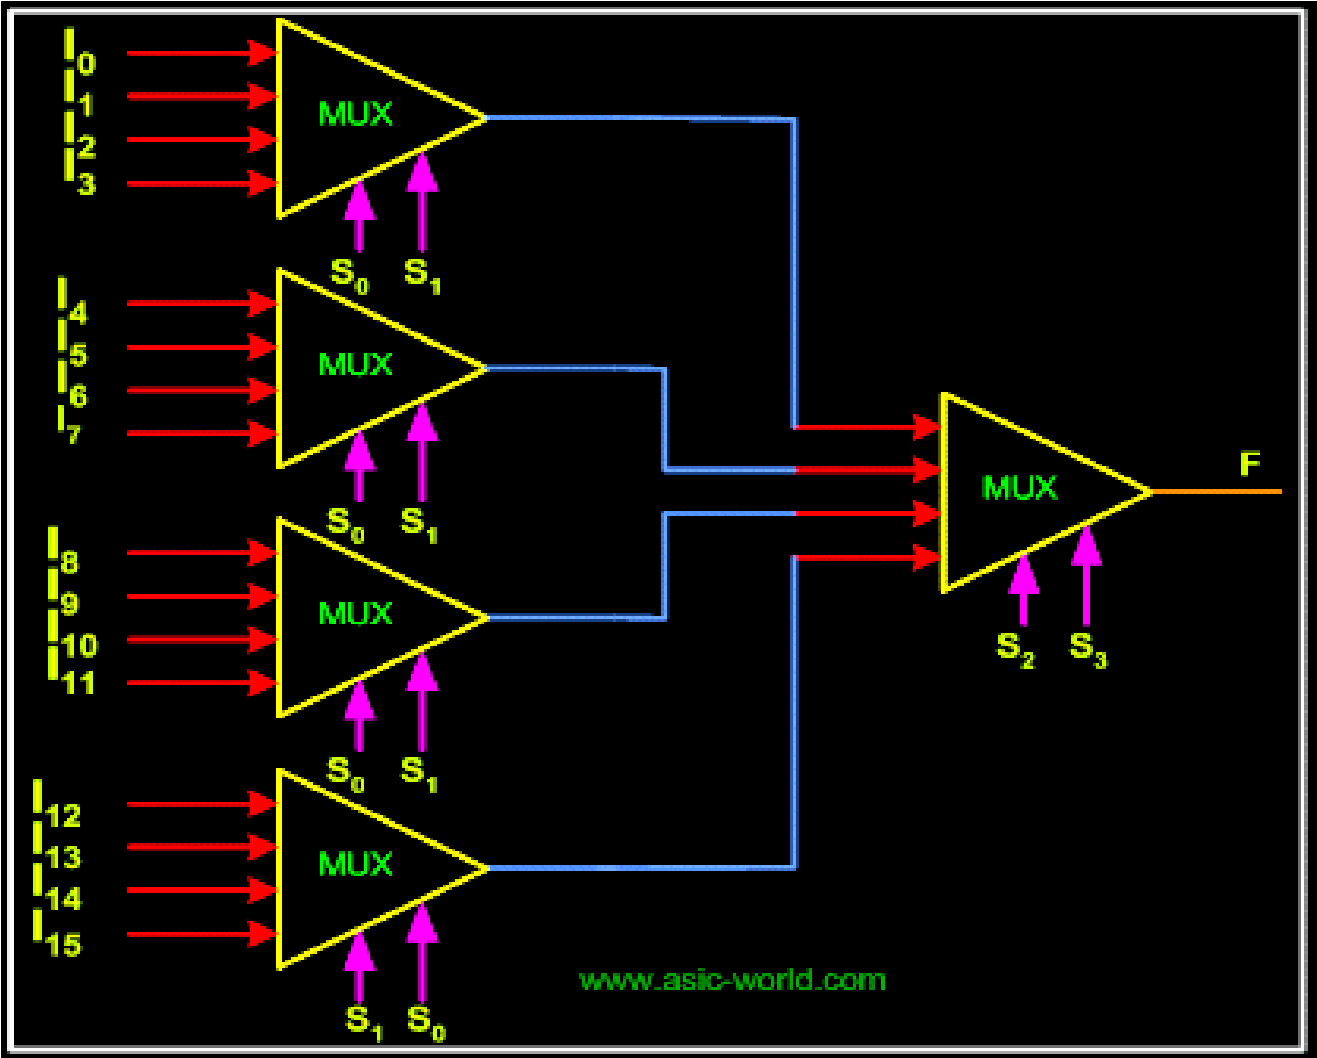 I0
I1
I2
I3
MUX
S0 S1
I4
I5
I6
I7
MUX
S0 S1
I8
I9
I10
I11
MUX
S0 S1
I12
I13
I14
I15
MUX
S1 S0
MUX
S2 S3
F
www.asic-world.com